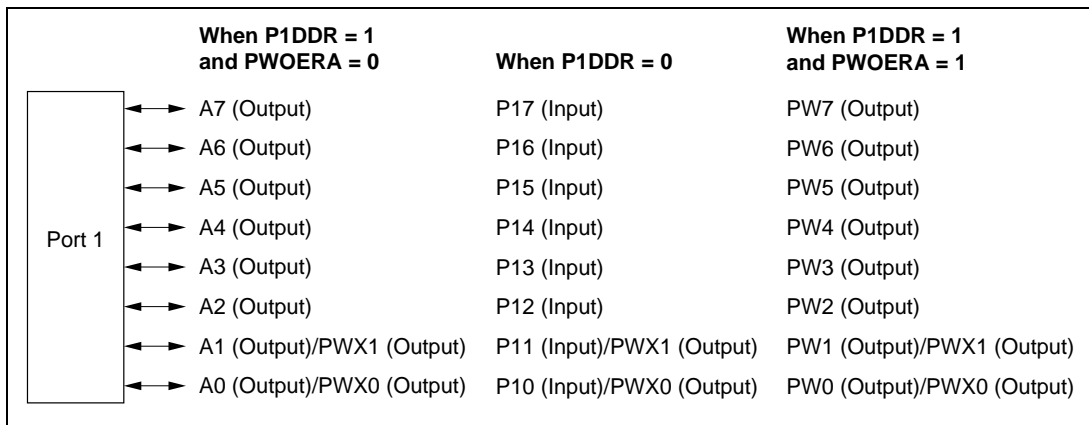 When P1DDR = 1
and PWOERA = 0
When P1DDR = 0
When P1DDR = 1
and PWOERA = 1
Port 1
A7 (Output)
P17 (Input)
PW7 (Output)
A6 (Output)
P16 (Input)
PW6 (Output)
A5 (Output)
P15 (Input)
PW5 (Output)
A4 (Output)
P14 (Input)
PW4 (Output)
A3 (Output)
P13 (Input)
PW3 (Output)
A2 (Output)
P12 (Input)
PW2 (Output)
A1 (Output)/PWX1 (Output)
P11 (Input)/PWX1 (Output)
PW1 (Output)/PWX1 (Output)
A0 (Output)/PWX0 (Output)
P10 (Input)/PWX0 (Output)
PW0 (Output)/PWX0 (Output)